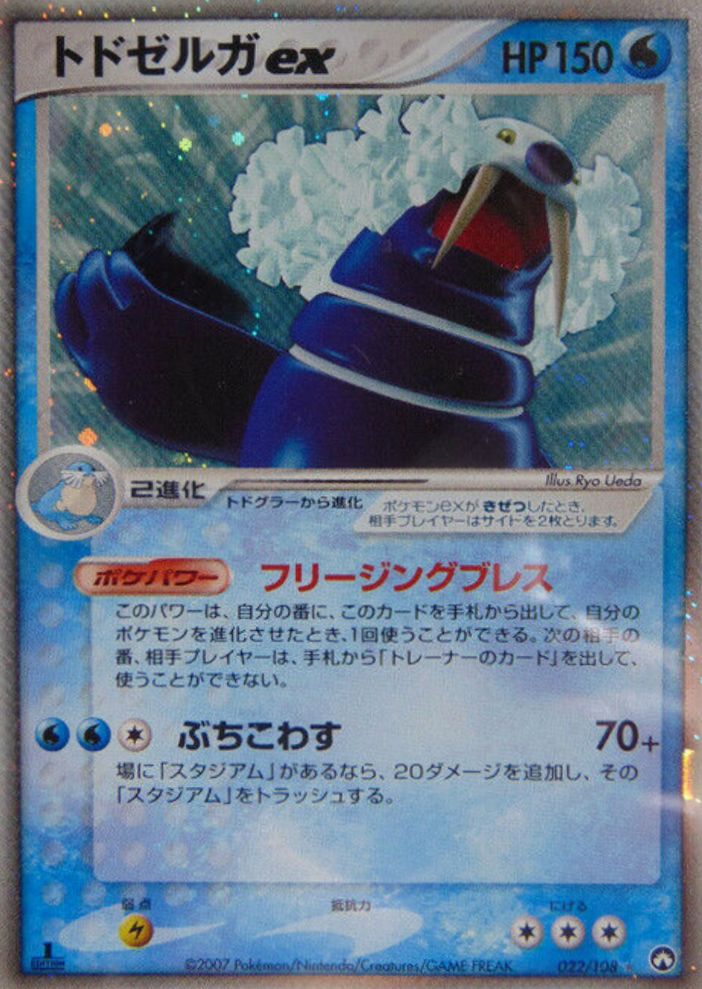 トドゼルガex HP150
Illus. Ryo Ueda
2進化 トドグラーから進化
ポケモンexがきぜつしたとき、
相手プレイヤーはサイドを2枚とります。
ポケパワー フリージングブレス
このパワーは、自分の番に、このカードを手札から出して、自分の
ポケモンを進化させたとき、1回使うことができる。次の相手の
番、相手プレイヤーは、手札から「トレーナーのカード」を出して、
使うことができない。
ぶちこわす 70+
場に「スタジアム」があるなら、20ダメージを追加し、その
「スタジアム」をトラッシュする。
弱点 抵抗力 にげる
1
EDITION
©2007 Pokémon/Nintendo/Creatures/GAME FREAK 022/108